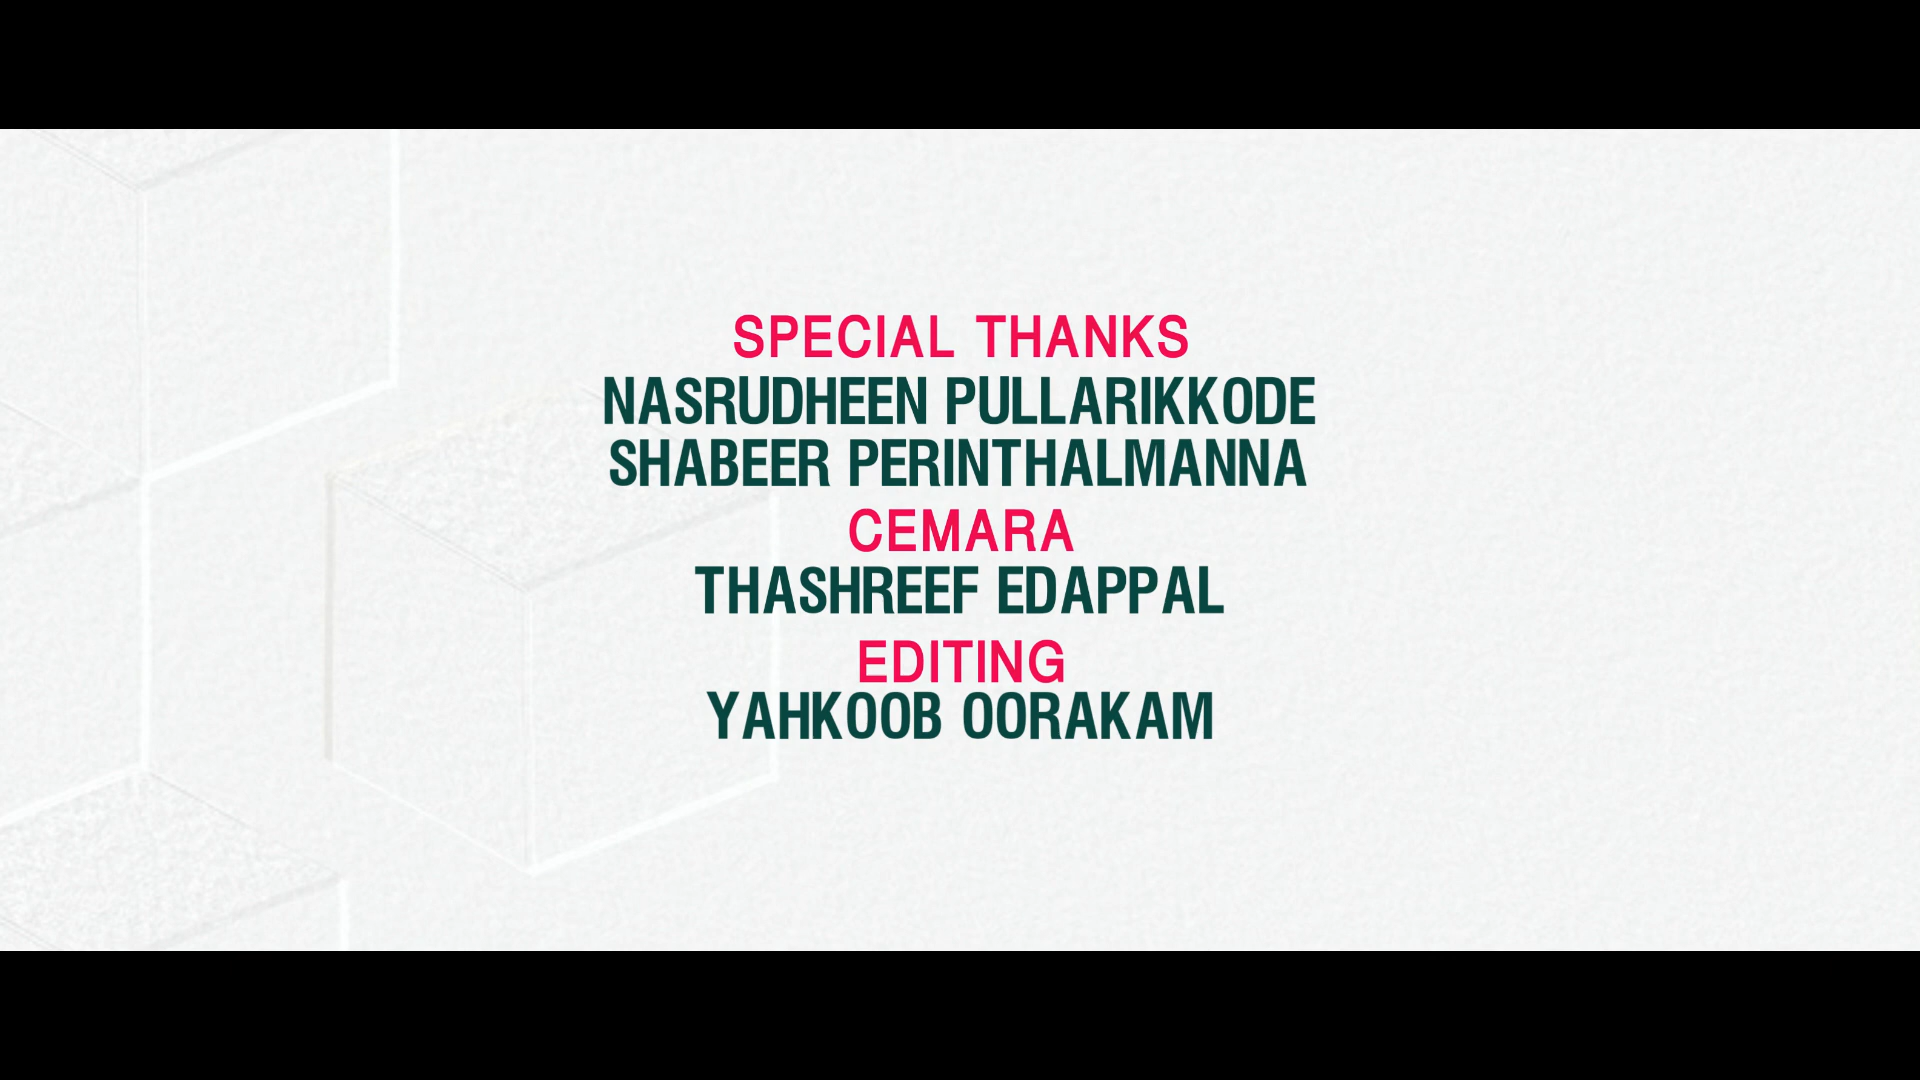 SPECIAL THANKS
NASRUDHEEN PULLARIKKODE
SHABEER PERINTHALMANNA
CEMARA
THASHREEF EDAPPAL
EDITING
YAHKOOB OORAKAM